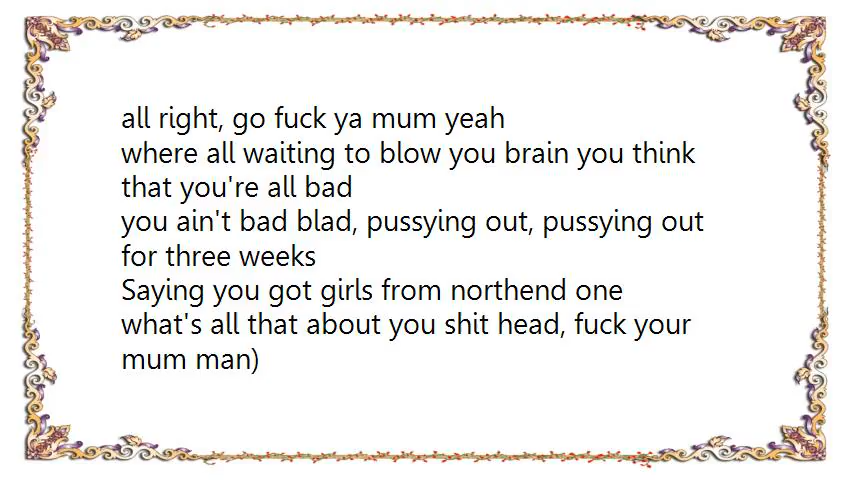 all right, go fuck ya mum yeah
where all waiting to blow you brain you think
that you're all bad
you ain't bad blad, pussying out, pussying out
for three weeks
Saying you got girls from northend one
what's all that about you shit head, fuck your
mum man)